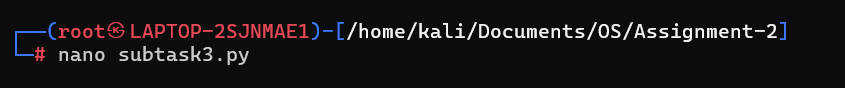 ┌──(root㉿LAPTOP-2SJNMAE1)-[/home/kali/Documents/OS/Assignment-2]
└─# nano subtask3.py